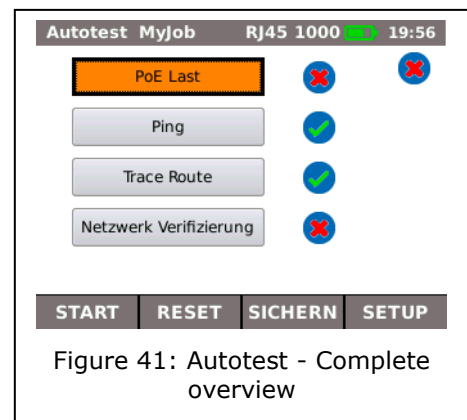 Autotest MyJob RJ45 1000 19:56
PoE Last
Ping
Trace Route
Netzwerk Verifizierung
START RESET SICHERN SETUP
Figure 41: Autotest - Complete
overview